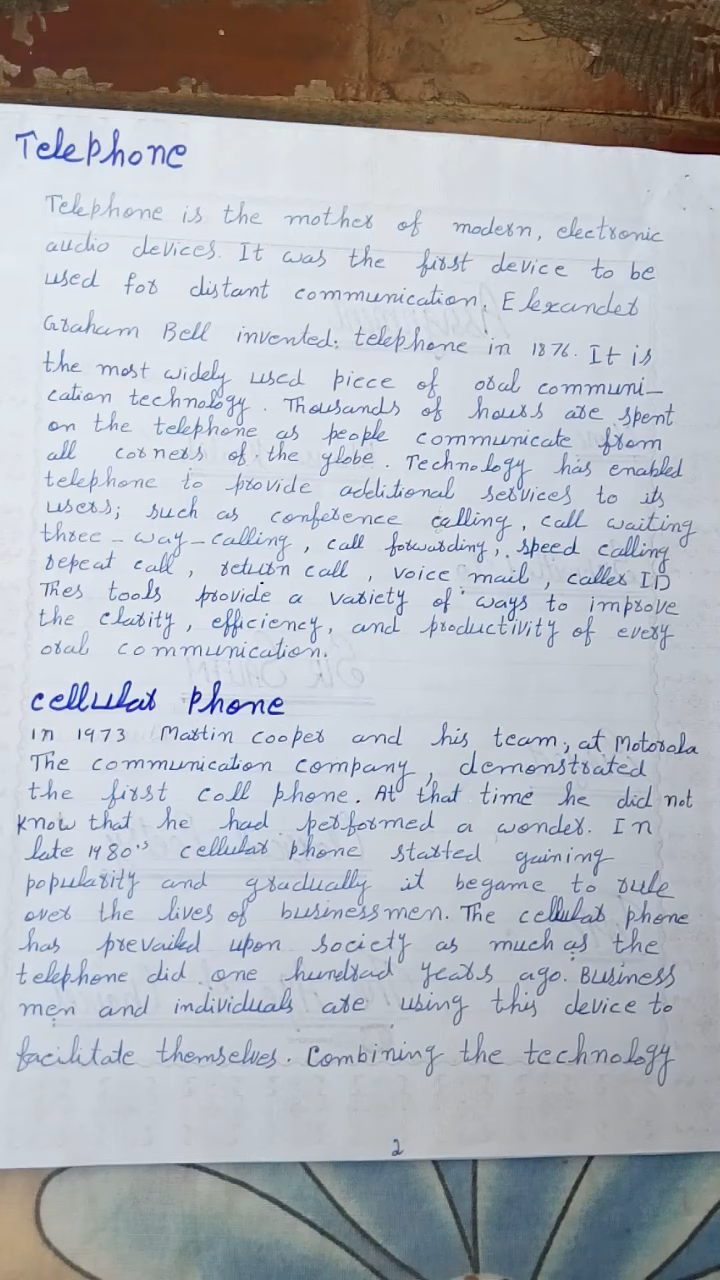 Telephone
Telephone is the mother of modern, electronic
audio devices. It was the first device to be
used for distant communication. Elexander
Graham Bell invented. telephone in 1876. It is
the most widely used piece of oral communi-
cation technology. Thousands of hours are spent
on the telephone as people communicate from
all corners of the globe. Technology has enabled
telephone to provide additional services to its
users; such as conference calling, call waiting
three-way-calling, call forwarding, speed calling
repeat call, return call, voice mail, caller ID
Thes tools provide a variety of ways to improve
the clarity, efficiency, and productivity of every
oral communication.
cellular phone
in 1973 Martin cooper and his team, at Motorola
The communication company, demonstrated
the first coll phone. At that time he did not
know that he had performed a wonder. In
late 1980's cellular phone started gaining
popularity and gradually it begame to rule
over the lives of businessmen. The cellular phone
has prevailed upon society as much as the
telephone did one hundrad years ago. Business
men and individuals are using this device to
facilitate themselves. Combining the technology
2